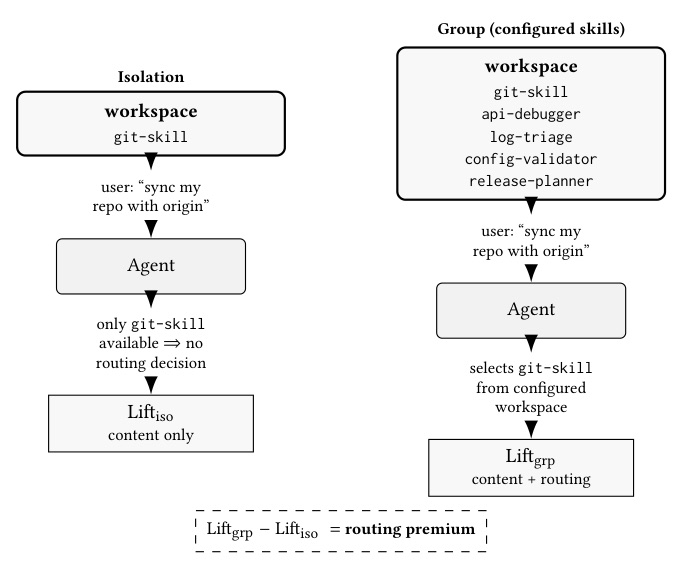 Isolation
workspace
git-skill
user: “sync my
repo with origin”
Agent
only git-skill
available ⟹ no
routing decision
Lift_iso
content only
Group (configured skills)
workspace
git-skill
api-debugger
log-triage
config-validator
release-planner
user: “sync my
repo with origin”
Agent
selects git-skill
from configured
workspace
Lift_grp
content + routing
Lift_grp − Lift_iso = routing premium